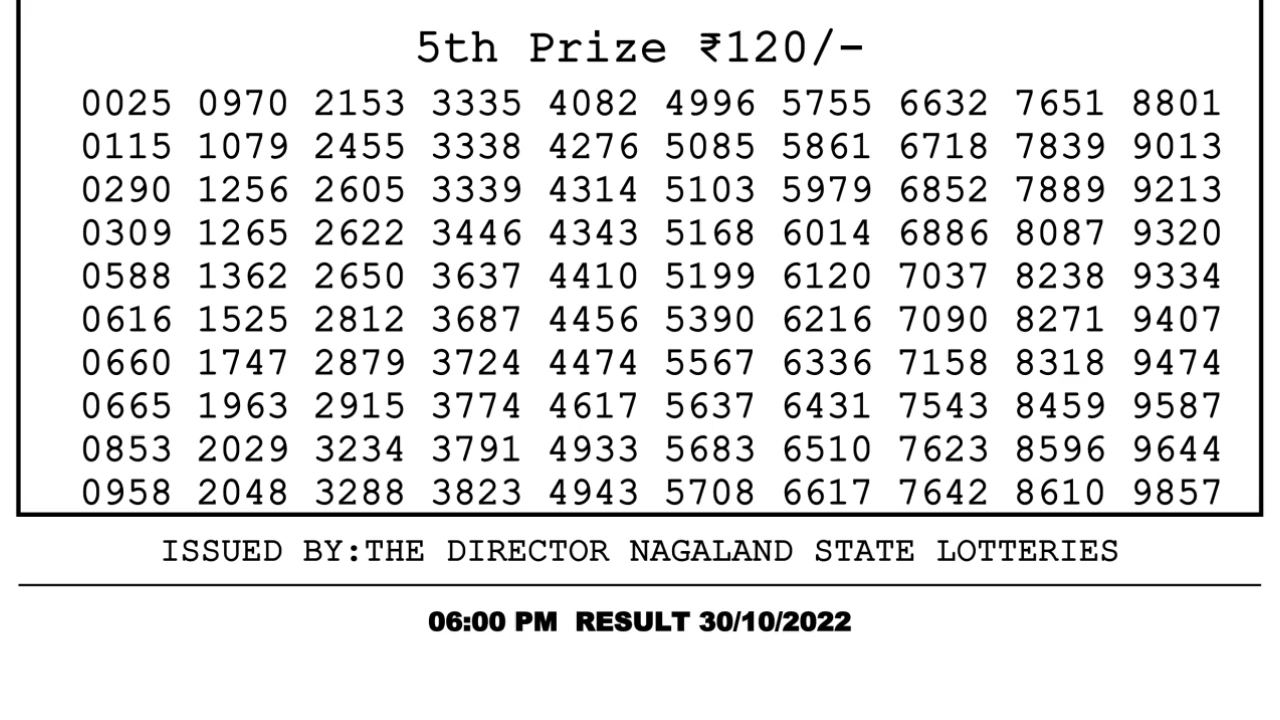 5th Prize ₹120/-
0025 0970 2153 3335 4082 4996 5755 6632 7651 8801
0115 1079 2455 3338 4276 5085 5861 6718 7839 9013
0290 1256 2605 3339 4314 5103 5979 6852 7889 9213
0309 1265 2622 3446 4343 5168 6014 6886 8087 9320
0588 1362 2650 3637 4410 5199 6120 7037 8238 9334
0616 1525 2812 3687 4456 5390 6216 7090 8271 9407
0660 1747 2879 3724 4474 5567 6336 7158 8318 9474
0665 1963 2915 3774 4617 5637 6431 7543 8459 9587
0853 2029 3234 3791 4933 5683 6510 7623 8596 9644
0958 2048 3288 3823 4943 5708 6617 7642 8610 9857
ISSUED BY:THE DIRECTOR NAGALAND STATE LOTTERIES
06:00 PM RESULT 30/10/2022